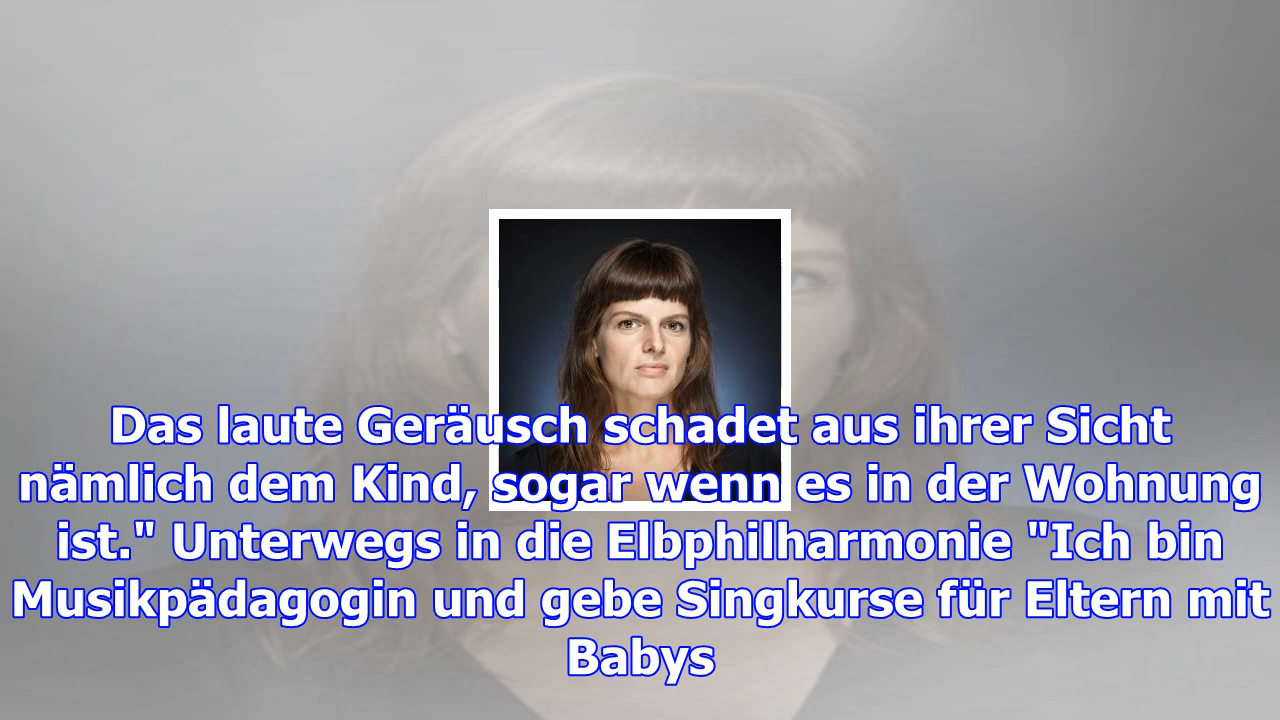 Das laute Geräusch schadet aus ihrer Sicht
nämlich dem Kind, sogar wenn es in der Wohnung
ist." Unterwegs in die Elbphilharmonie "Ich bin
Musikpädagogin und gebe Singkurse für Eltern mit
Babys